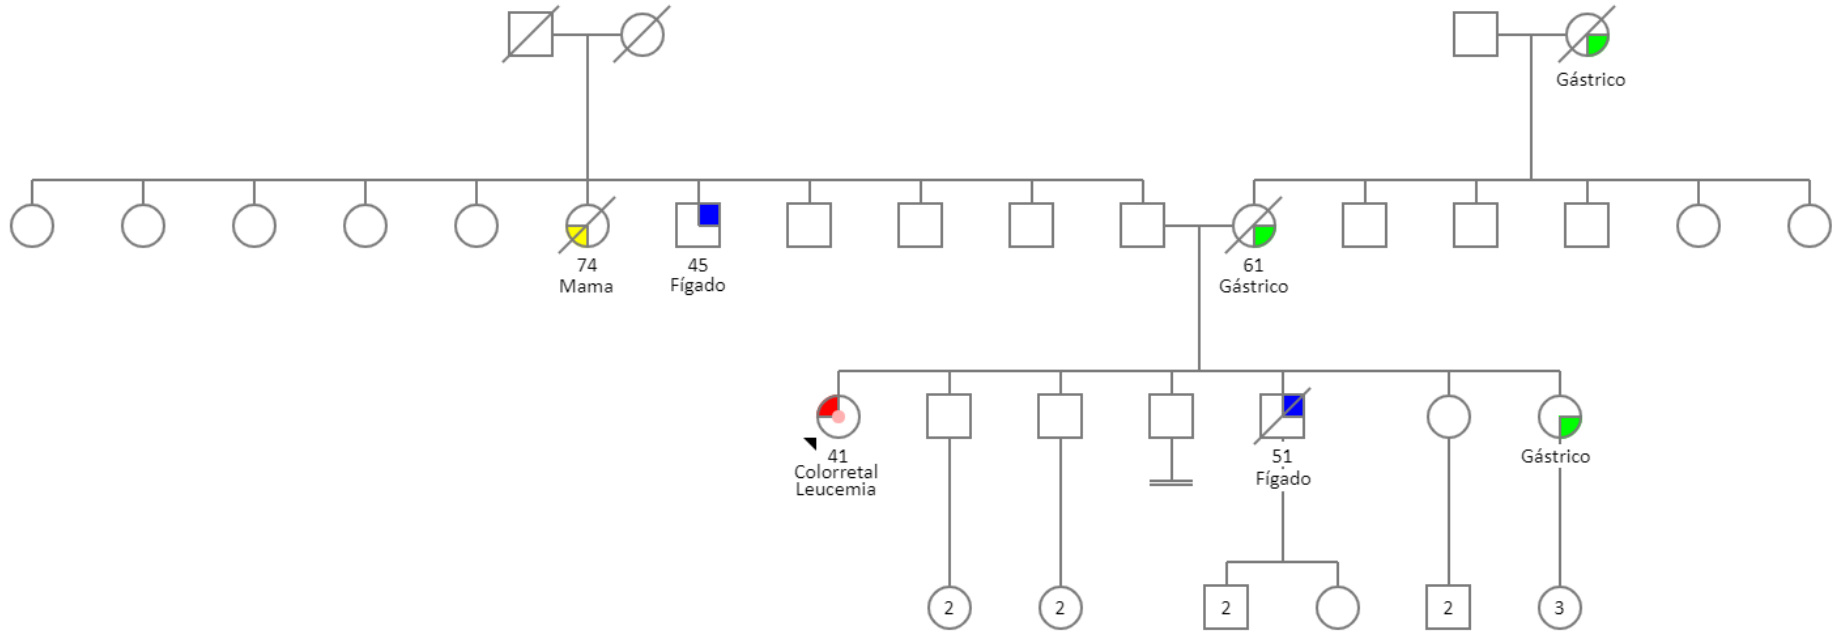 Gástrico
74
Mama
45
Fígado
61
Gástrico
41
Colorretal
Leucemia
51
Fígado
Gástrico
2
2
2
2
3